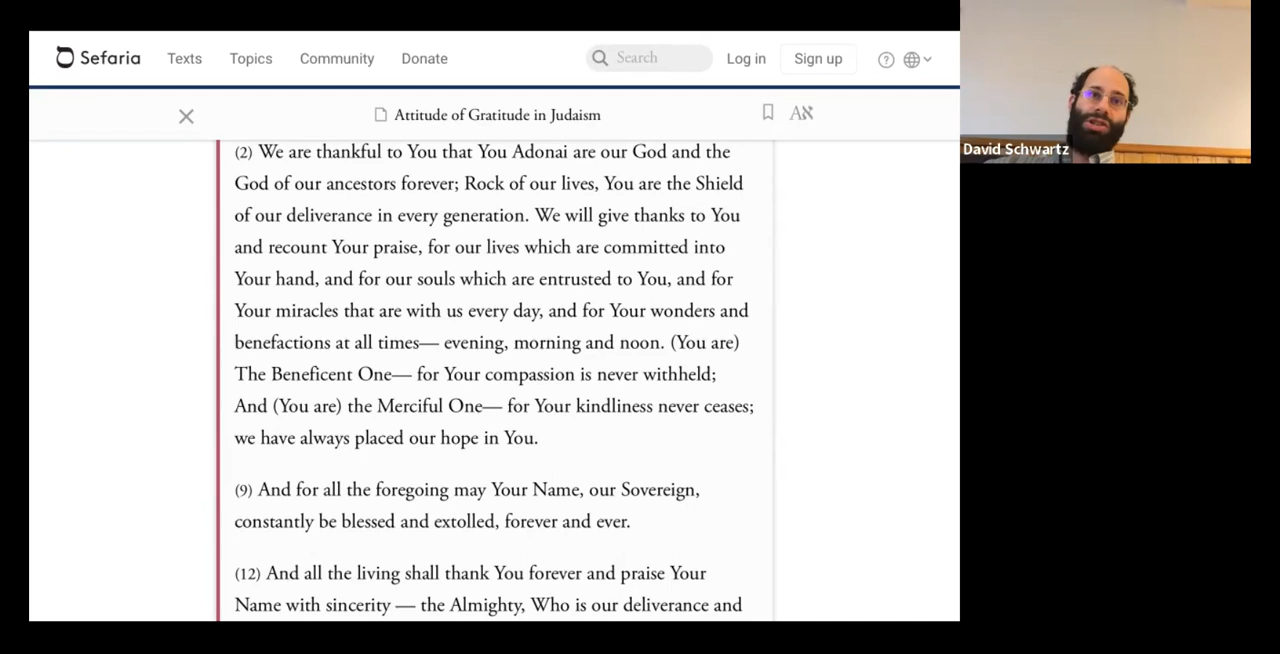 Sefaria Texts Topics Community Donate Search Log in Sign up
Attitude of Gratitude in Judaism
Aא
(2) We are thankful to You that You Adonai are our God and the
God of our ancestors forever; Rock of our lives, You are the Shield
of our deliverance in every generation. We will give thanks to You
and recount Your praise, for our lives which are committed into
Your hand, and for our souls which are entrusted to You, and for
Your miracles that are with us every day, and for Your wonders and
benefactions at all times— evening, morning and noon. (You are)
The Beneficent One— for Your compassion is never withheld;
And (You are) the Merciful One— for Your kindliness never ceases;
we have always placed our hope in You.
(9) And for all the foregoing may Your Name, our Sovereign,
constantly be blessed and extolled, forever and ever.
(12) And all the living shall thank You forever and praise Your
Name with sincerity — the Almighty, Who is our deliverance and
David Schwartz